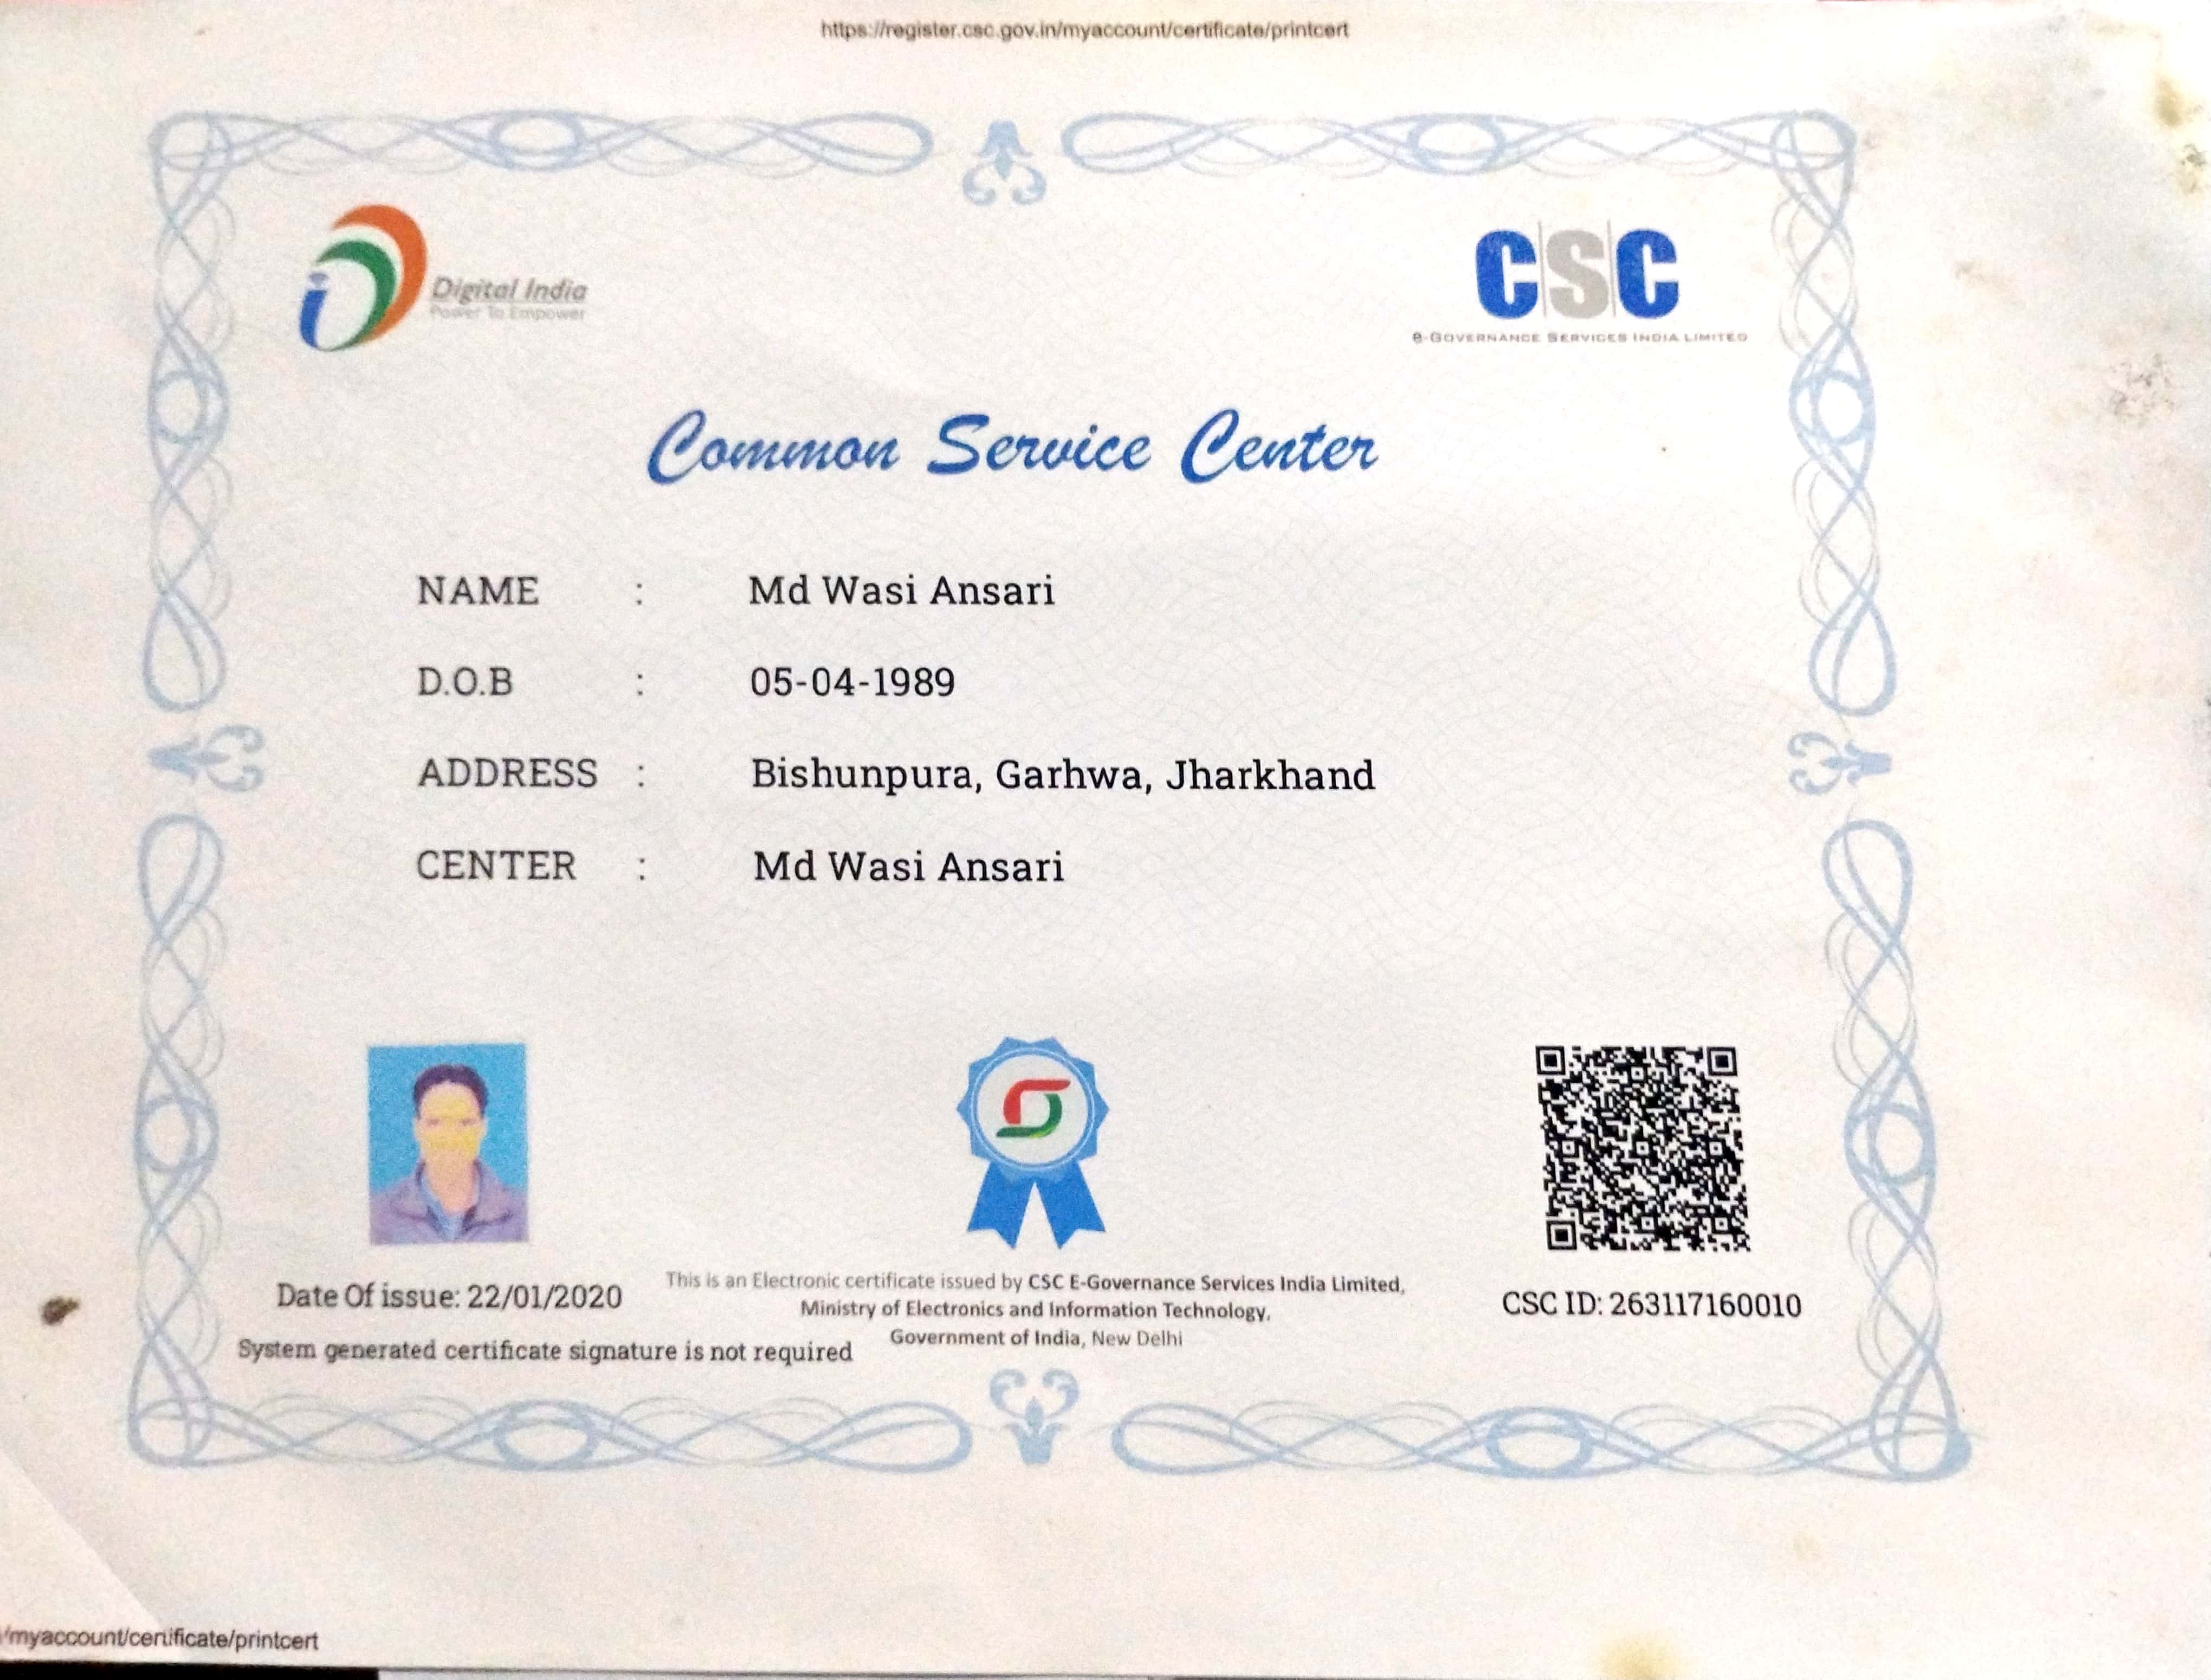 https://register.csc.gov.in/myaccount/certificate/printcert
Digital India
Power To Empower
CSC
e-Governance Services India Limited
Common Service Center
NAME : Md Wasi Ansari
D.O.B : 05-04-1989
ADDRESS : Bishunpura, Garhwa, Jharkhand
CENTER : Md Wasi Ansari
Date Of issue: 22/01/2020
System generated certificate signature is not required
This is an Electronic certificate issued by CSC E-Governance Services India Limited,
Ministry of Electronics and Information Technology,
Government of India, New Delhi
CSC ID: 263117160010
/myaccount/certificate/printcert